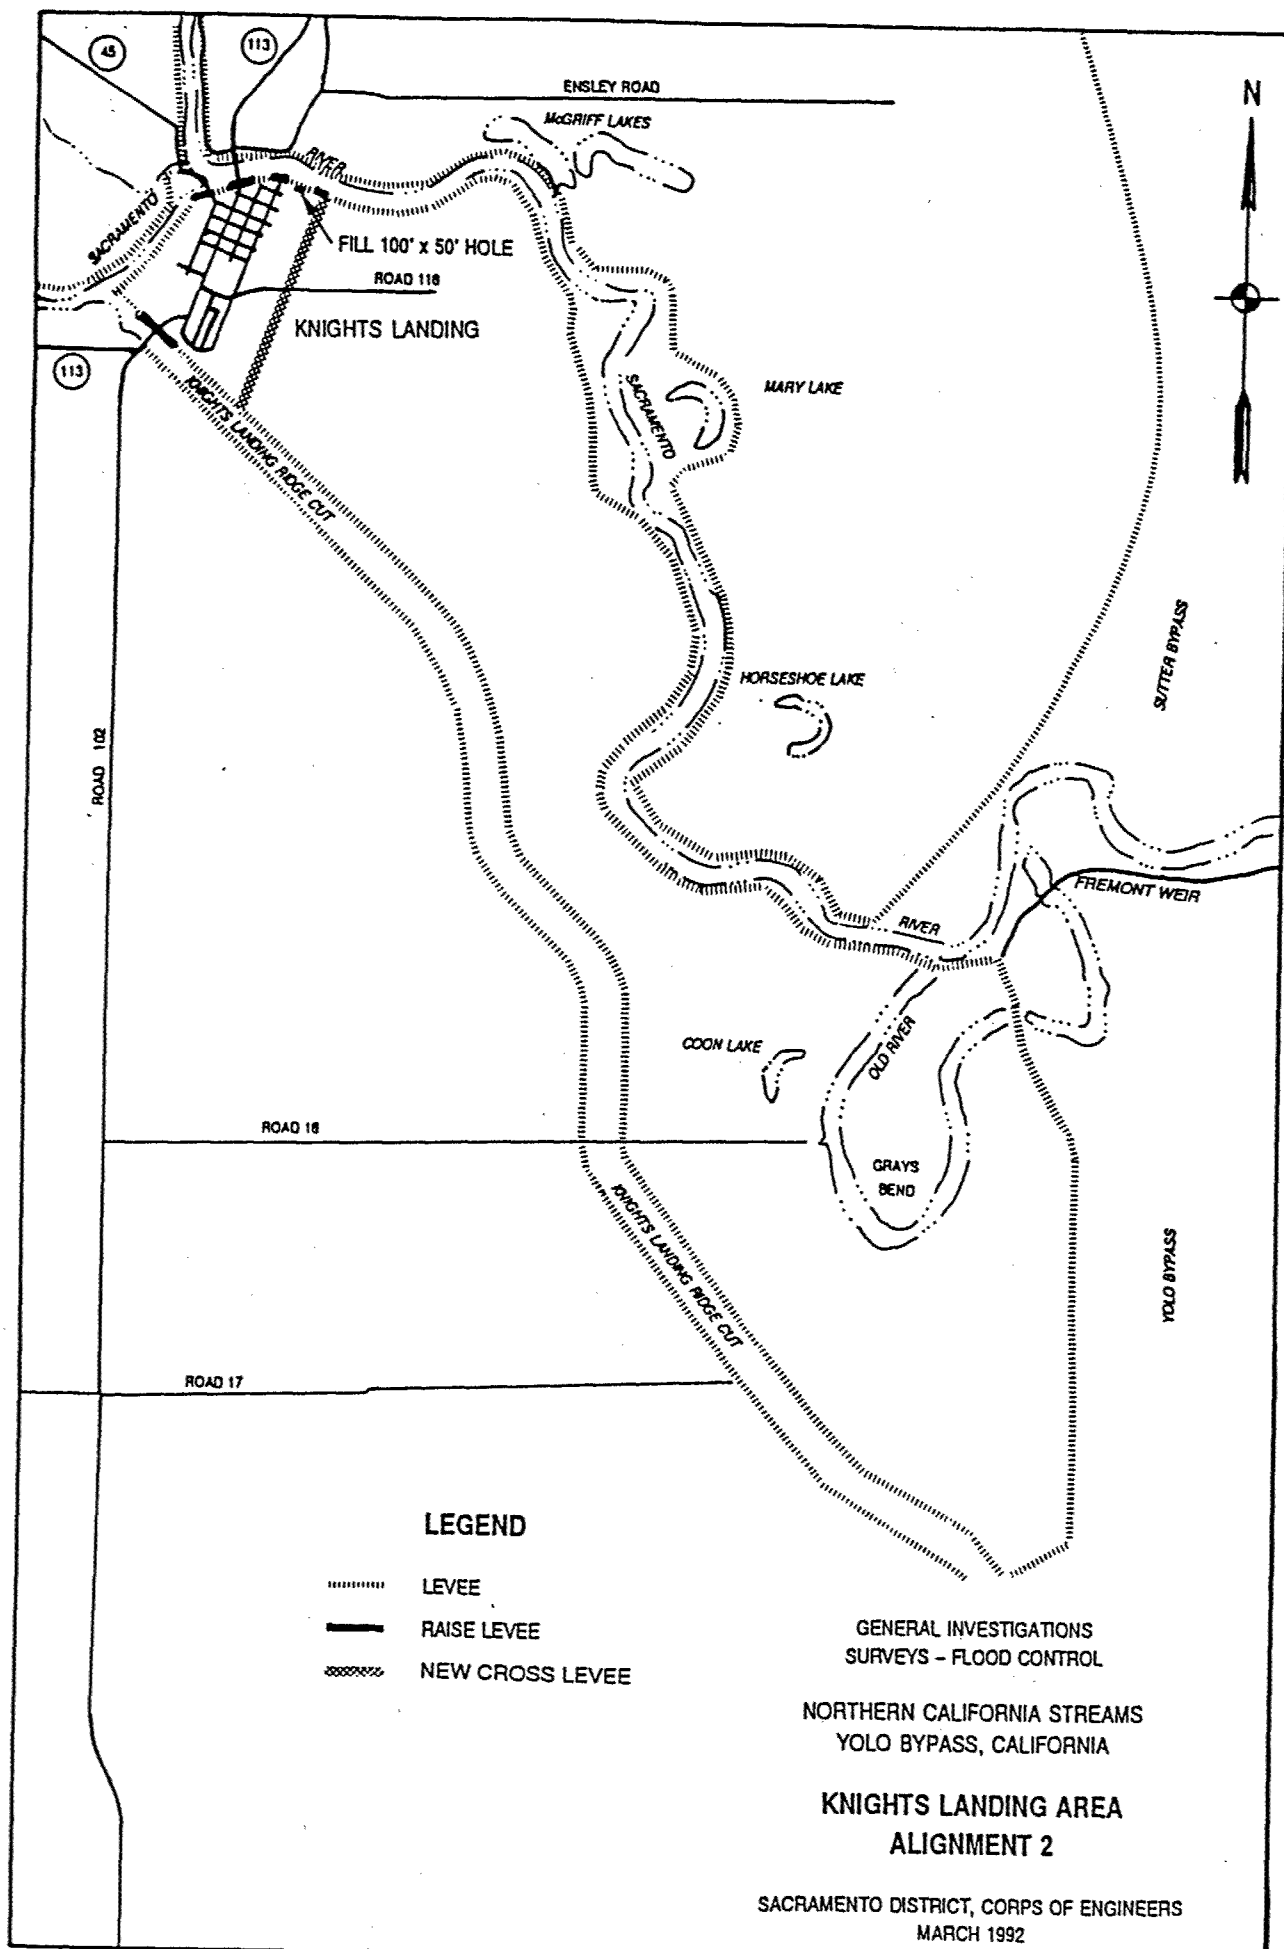 45
113
ENSLEY ROAD
N
McGRIFF LAKES
RIVER
SACRAMENTO
FILL 100' x 50' HOLE
ROAD 116
KNIGHTS LANDING
113
MARY LAKE
SACRAMENTO
KNIGHTS LANDING RIDGE CUT
SUTTER BYPASS
HORSESHOE LAKE
ROAD 102
FREMONT WEIR
RIVER
COON LAKE
OLD RIVER
ROAD 16
GRAYS
BEND
KNIGHTS LANDING RIDGE CUT
YOLO BYPASS
ROAD 17
LEGEND
LEVEE
RAISE LEVEE
NEW CROSS LEVEE
GENERAL INVESTIGATIONS
SURVEYS – FLOOD CONTROL
NORTHERN CALIFORNIA STREAMS
YOLO BYPASS, CALIFORNIA
KNIGHTS LANDING AREA
ALIGNMENT 2
SACRAMENTO DISTRICT, CORPS OF ENGINEERS
MARCH 1992